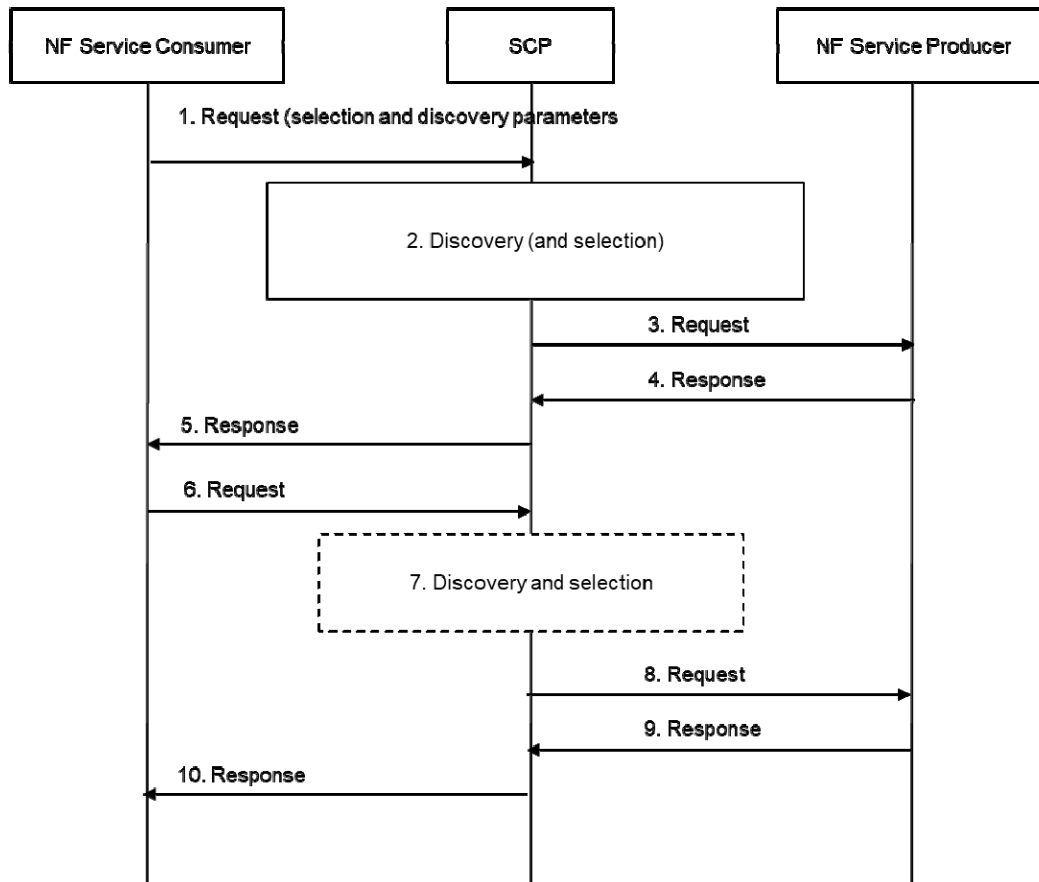 NF Service Consumer
SCP
NF Service Producer
1. Request (selection and discovery parameters
2. Discovery (and selection)
3. Request
4. Response
5. Response
6. Request
7. Discovery and selection
8. Request
9. Response
10. Response